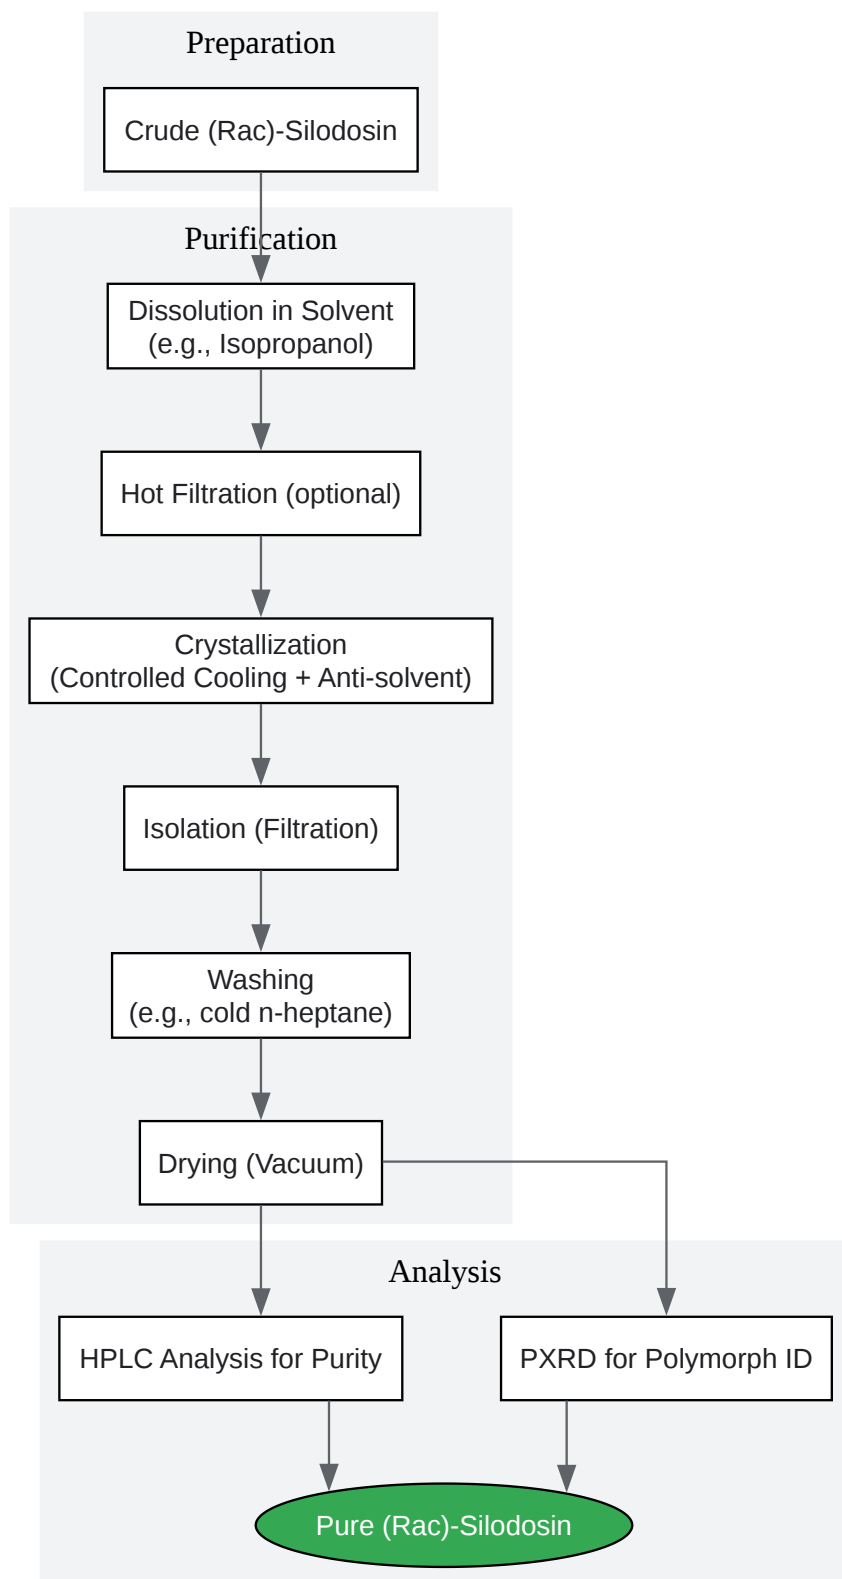 Preparation
Crude (Rac)-Silodosin
Purification
Dissolution in Solvent
(e.g., Isopropanol)
Hot Filtration (optional)
Crystallization
(Controlled Cooling + Anti-solvent)
Isolation (Filtration)
Washing
(e.g., cold n-heptane)
Drying (Vacuum)
Analysis
HPLC Analysis for Purity
PXRD for Polymorph ID
Pure (Rac)-Silodosin